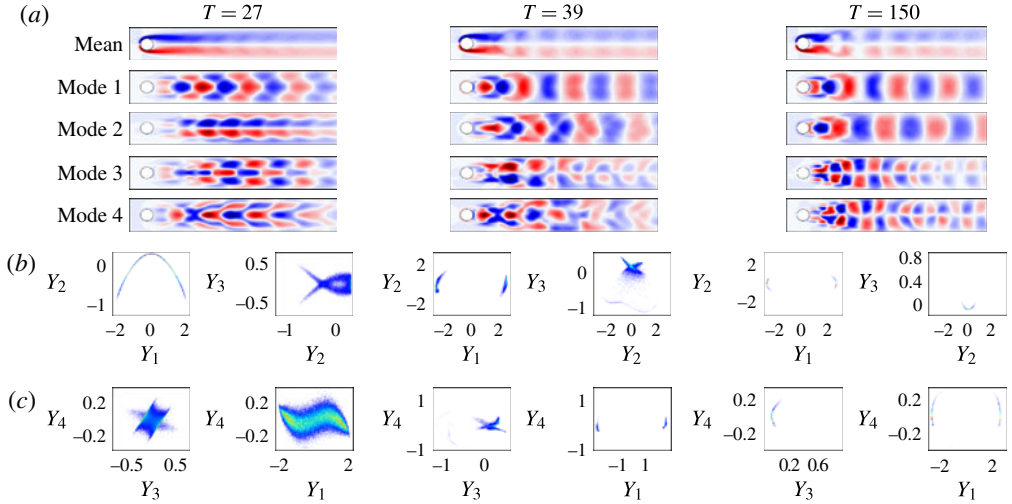 (a) T = 27 T = 39 T = 150
Mean
Mode 1
Mode 2
Mode 3
Mode 4
(b) Y2 0 −1 −2 0 2 Y1
Y3 0.5 0 −0.5 −1 0 Y2
Y2 2 0 −2 −2 0 2 Y1
Y3 0 −1 −2 0 2 Y2
Y2 2 0 −2 −2 0 2 Y1
Y3 0.8 0.4 0 −2 0 2 Y2
(c) Y4 0.2 −0.2 −0.5 0.5 Y3
Y4 0.2 −0.2 −2 2 Y1
Y4 1 −1 0 Y3
Y4 1 −1 −1 1 Y1
Y4 0.2 −0.2 0.2 0.6 Y3
Y4 0.2 −0.2 −2 0 2 Y1